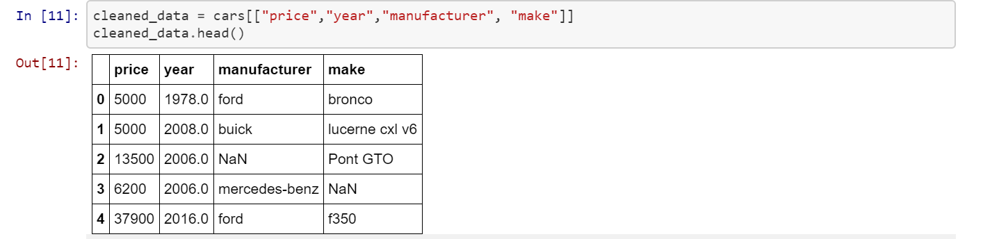 In [11]: cleaned_data = cars[["price","year","manufacturer", "make"]]
cleaned_data.head()
Out[11]:
price year manufacturer make
0 5000 1978.0 ford bronco
1 5000 2008.0 buick lucerne cxl v6
2 13500 2006.0 NaN Pont GTO
3 6200 2006.0 mercedes-benz NaN
4 37900 2016.0 ford f350